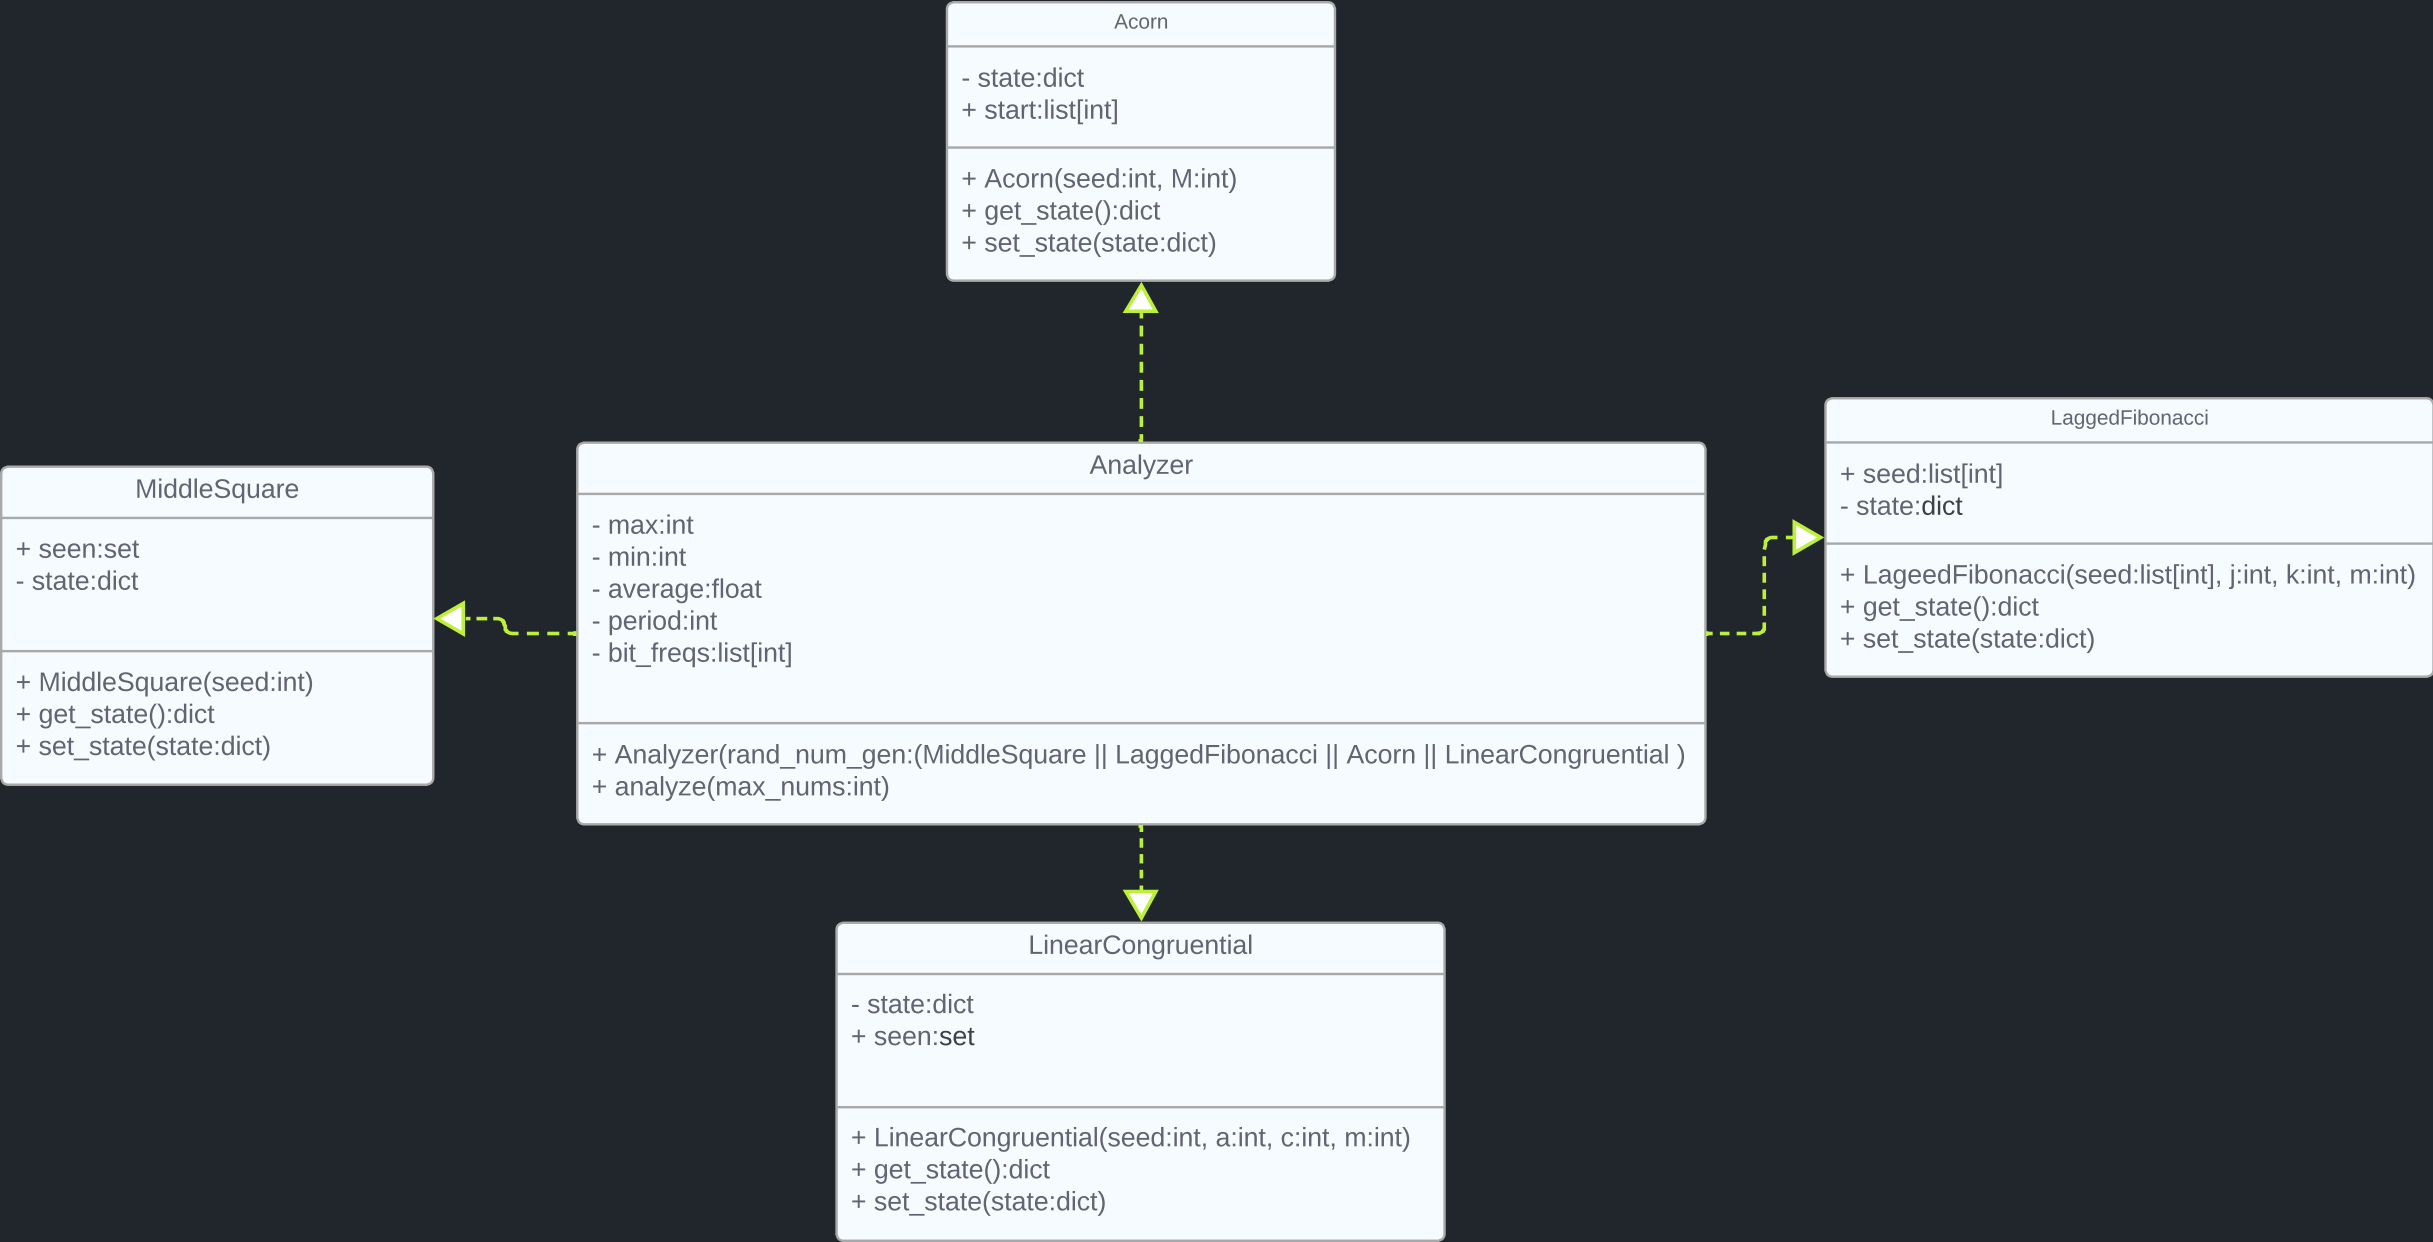 Acorn
- state:dict
+ start:list[int]
+ Acorn(seed:int, M:int)
+ get_state():dict
+ set_state(state:dict)
MiddleSquare
+ seen:set
- state:dict
+ MiddleSquare(seed:int)
+ get_state():dict
+ set_state(state:dict)
Analyzer
- max:int
- min:int
- average:float
- period:int
- bit_freqs:list[int]
+ Analyzer(rand_num_gen:(MiddleSquare || LaggedFibonacci || Acorn || LinearCongruential )
+ analyze(max_nums:int)
LaggedFibonacci
+ seed:list[int]
- state:dict
+ LageedFibonacci(seed:list[int], j:int, k:int, m:int)
+ get_state():dict
+ set_state(state:dict)
LinearCongruential
- state:dict
+ seen:set
+ LinearCongruential(seed:int, a:int, c:int, m:int)
+ get_state():dict
+ set_state(state:dict)